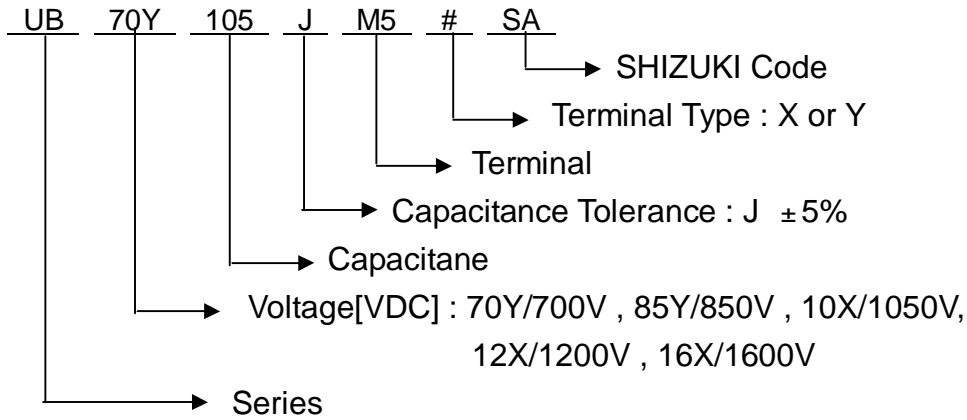 UB 70Y 105 J M5 # SA
SHIZUKI Code
Terminal Type : X or Y
Terminal
Capacitance Tolerance : J ±5%
Capacitane
Voltage[VDC] : 70Y/700V , 85Y/850V , 10X/1050V,
12X/1200V , 16X/1600V
Series